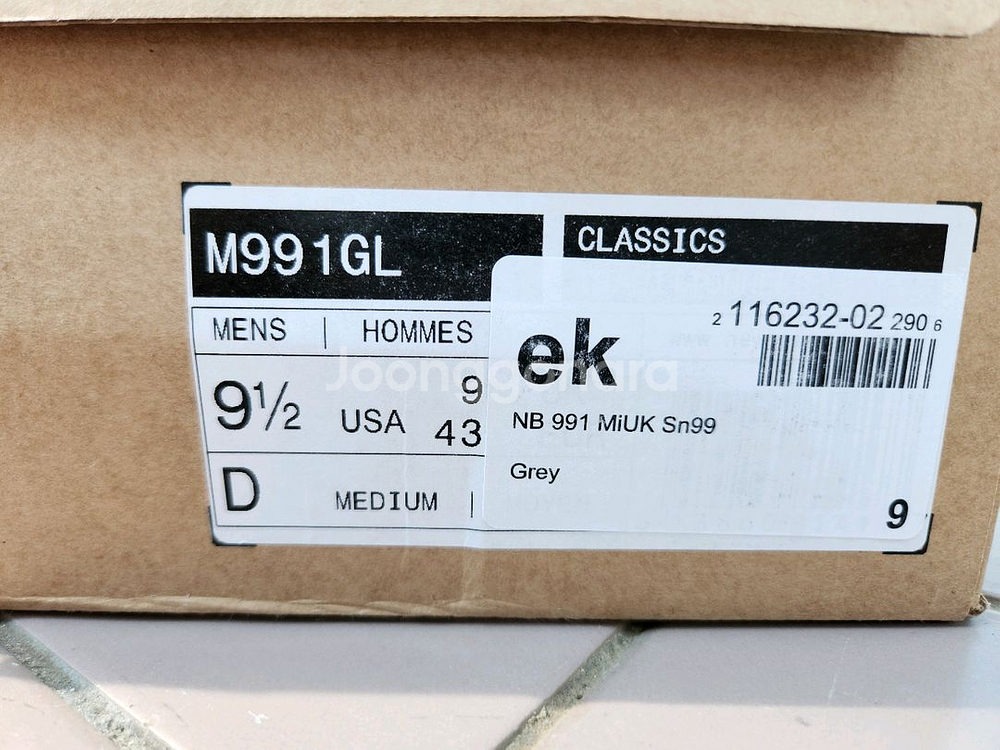 M991GL
CLASSICS
MENS | HOMMES
9½ USA 9
43
D MEDIUM |
2 116232-02 290 6
ek
NB 991 MiUK Sn99
Grey
9
Joonggonara